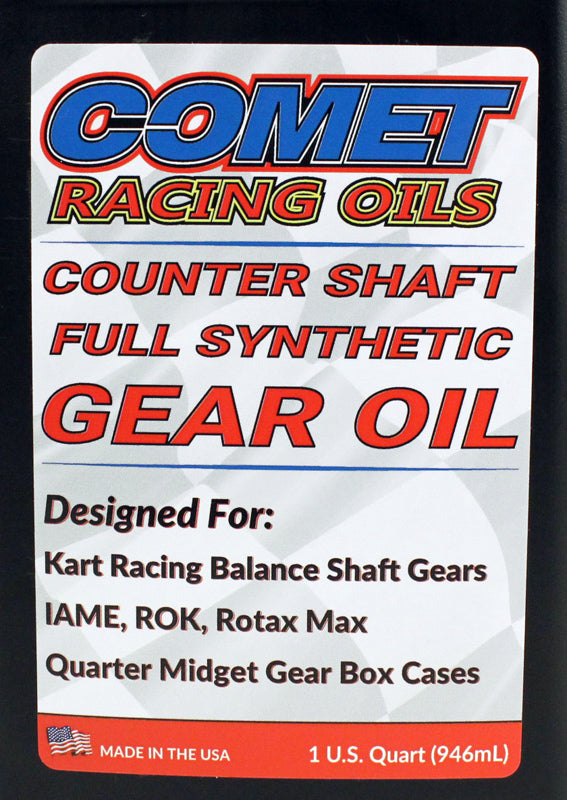 COMET
RACING OILS
COUNTER SHAFT
FULL SYNTHETIC
GEAR OIL
Designed For:
Kart Racing Balance Shaft Gears
IAME, ROK, Rotax Max
Quarter Midget Gear Box Cases
MADE IN THE USA 1 U.S. Quart (946mL)